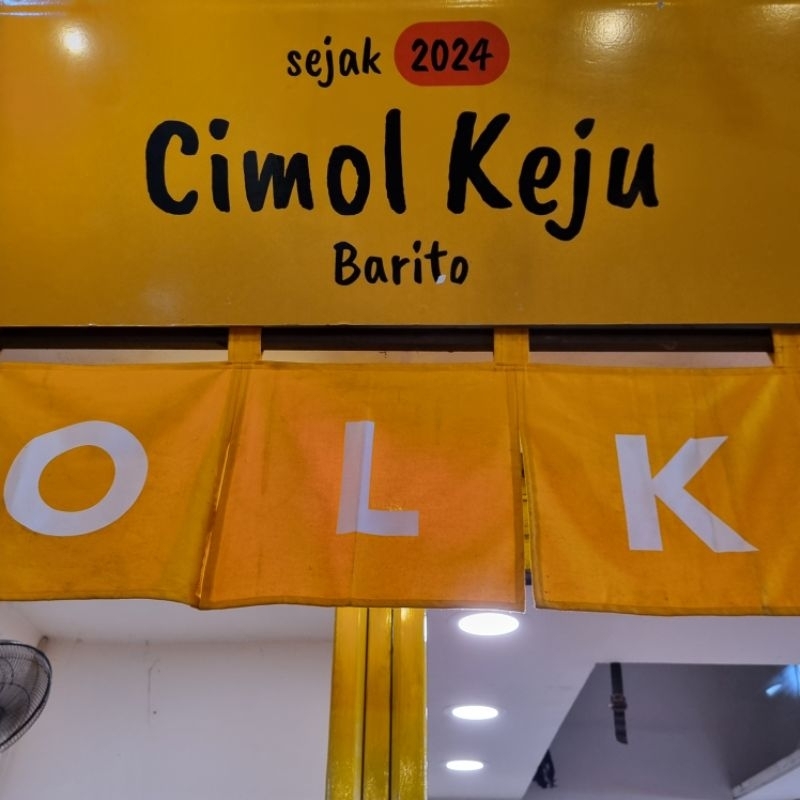 sejak 2024
Cimol Keju
Barito
O L K